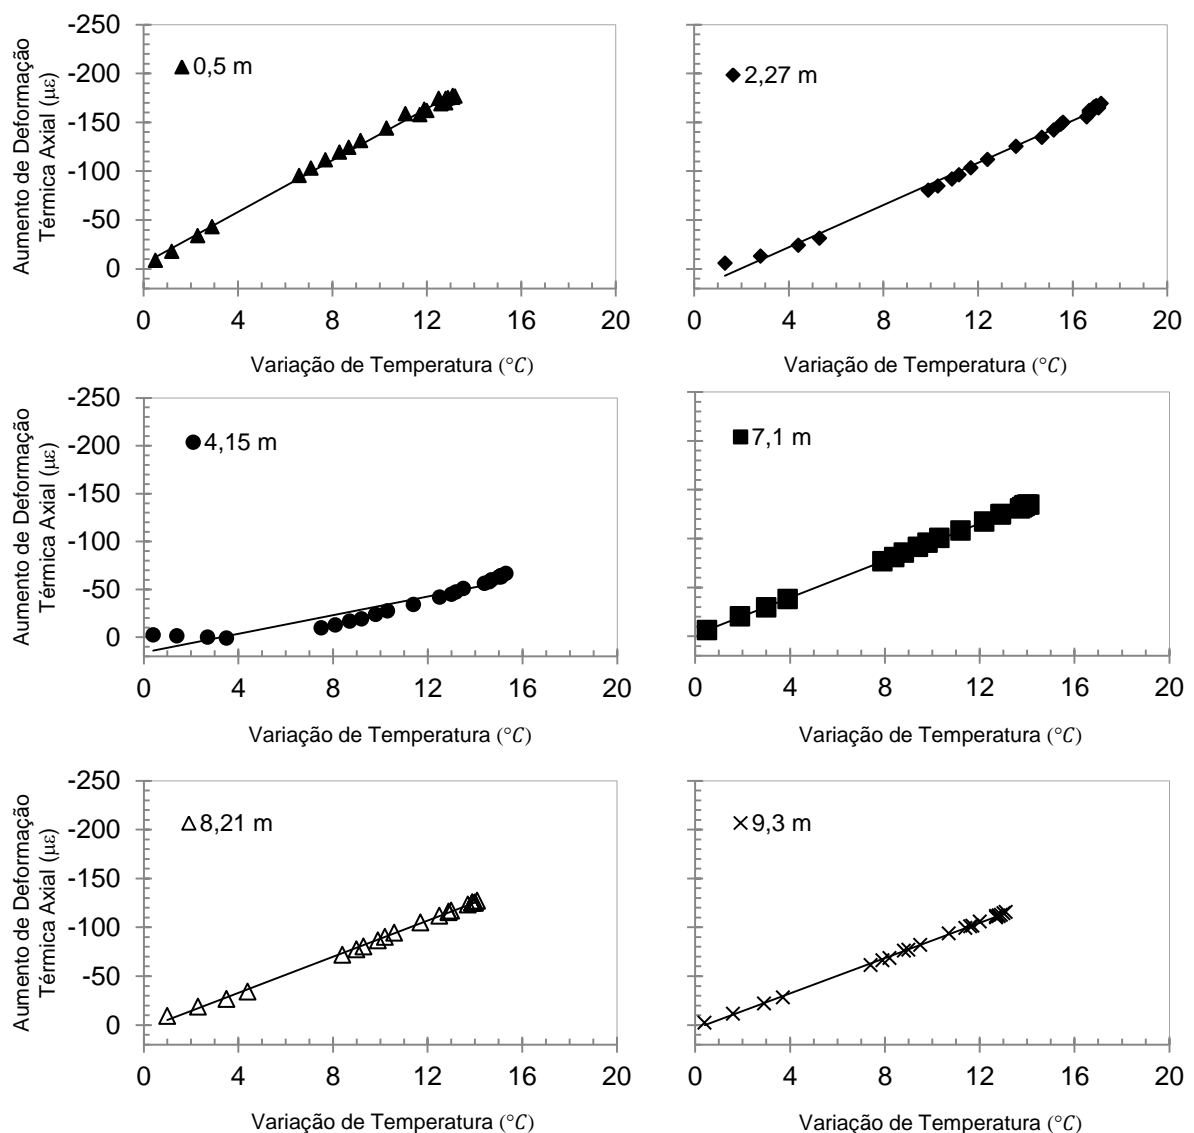 -250
-200
-150
-100
-50
0
Aumento de Deformação
Térmica Axial (με)
0,5 m
0 4 8 12 16 20
Variação de Temperatura (°C)
2,27 m
0 4 8 12 16 20
Variação de Temperatura (°C)
-250
-200
-150
-100
-50
0
Aumento de Deformação
Térmica Axial (με)
4,15 m
0 4 8 12 16 20
Variação de Temperatura (°C)
7,1 m
0 4 8 12 16 20
Variação de Temperatura (°C)
-250
-200
-150
-100
-50
0
Aumento de Deformação
Térmica Axial (με)
8,21 m
0 4 8 12 16 20
Variação de Temperatura (°C)
9,3 m
0 4 8 12 16 20
Variação de Temperatura (°C)